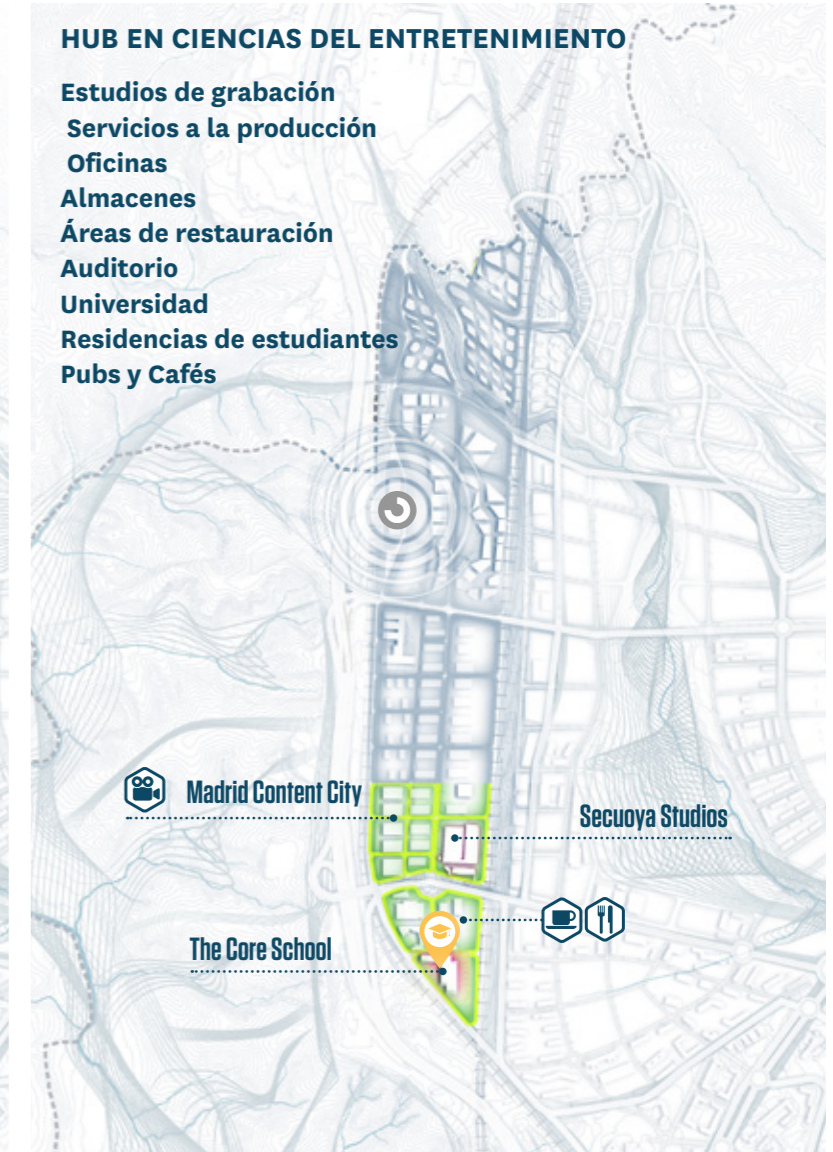 HUB EN CIENCIAS DEL ENTRETENIMIENTO
Estudios de grabación
Servicios a la producción
Oficinas
Almacenes
Áreas de restauración
Auditorio
Universidad
Residencias de estudiantes
Pubs y Cafés
Madrid Content City
Secuoya Studios
The Core School